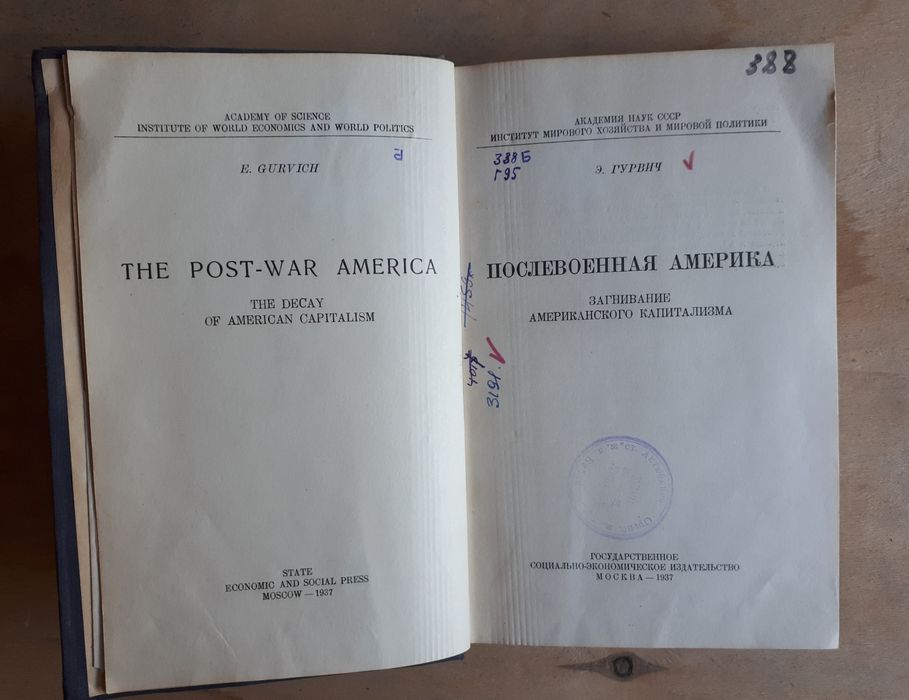 ACADEMY OF SCIENCE
INSTITUTE OF WORLD ECONOMICS AND WORLD POLITICS
E. GURVICH
THE POST-WAR AMERICA
THE DECAY
OF AMERICAN CAPITALISM
STATE
ECONOMIC AND SOCIAL PRESS
MOSCOW — 1937
388
АКАДЕМИЯ НАУК СССР
ИНСТИТУТ МИРОВОГО ХОЗЯЙСТВА И МИРОВОЙ ПОЛИТИКИ
388Б
Г95
Э. ГУРВИЧ
ПОСЛЕВОЕННАЯ АМЕРИКА
ЗАГНИВАНИЕ
АМЕРИКАНСКОГО КАПИТАЛИЗМА
ГОСУДАРСТВЕННОЕ
СОЦИАЛЬНО-ЭКОНОМИЧЕСКОЕ ИЗДАТЕЛЬСТВО
МОСКВА — 1937